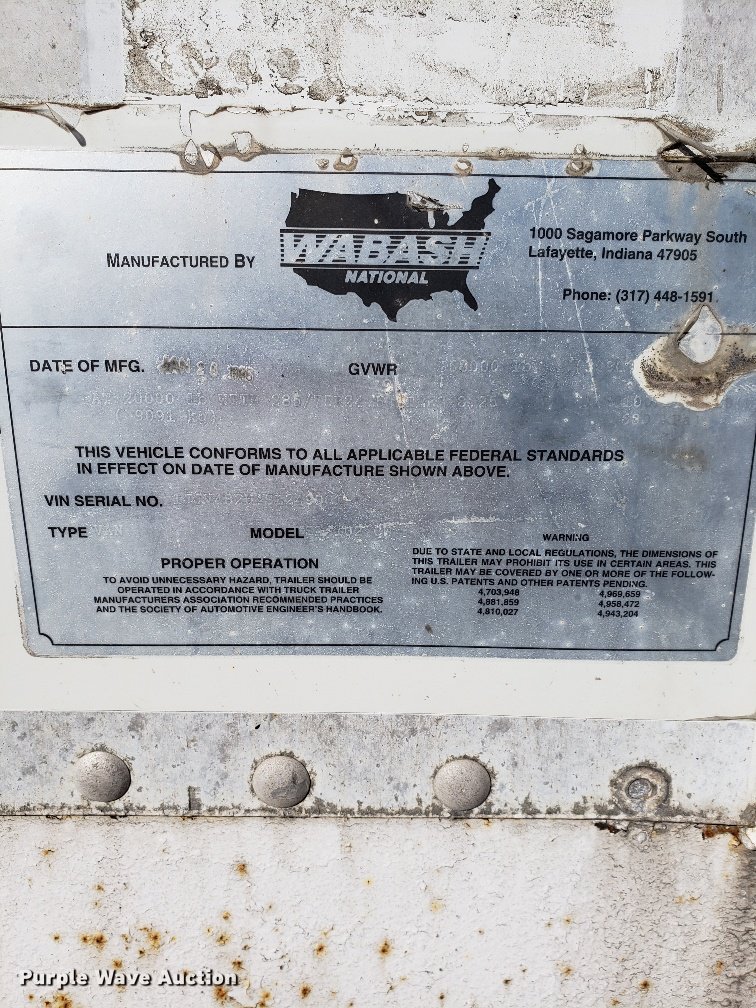 MANUFACTURED BY
WABASH
NATIONAL
1000 Sagamore Parkway South
Lafayette, Indiana 47905
Phone: (317) 448-1591
DATE OF MFG. JAN
GVWR
THIS VEHICLE CONFORMS TO ALL APPLICABLE FEDERAL STANDARDS
IN EFFECT ON DATE OF MANUFACTURE SHOWN ABOVE.
VIN SERIAL NO.
TYPE VAN
MODEL
PROPER OPERATION
TO AVOID UNNECESSARY HAZARD, TRAILER SHOULD BE
OPERATED IN ACCORDANCE WITH TRUCK TRAILER
MANUFACTURERS ASSOCIATION RECOMMENDED PRACTICES
AND THE SOCIETY OF AUTOMOTIVE ENGINEER'S HANDBOOK.
WARNING
DUE TO STATE AND LOCAL REGULATIONS, THE DIMENSIONS OF
THIS TRAILER MAY PROHIBIT ITS USE IN CERTAIN AREAS. THIS
TRAILER MAY BE COVERED BY ONE OR MORE OF THE FOLLOW-
ING U.S. PATENTS AND OTHER PATENTS PENDING.
4,703,948 4,969,659
4,881,859 4,958,472
4,810,027 4,943,204
Purple Wave Auction